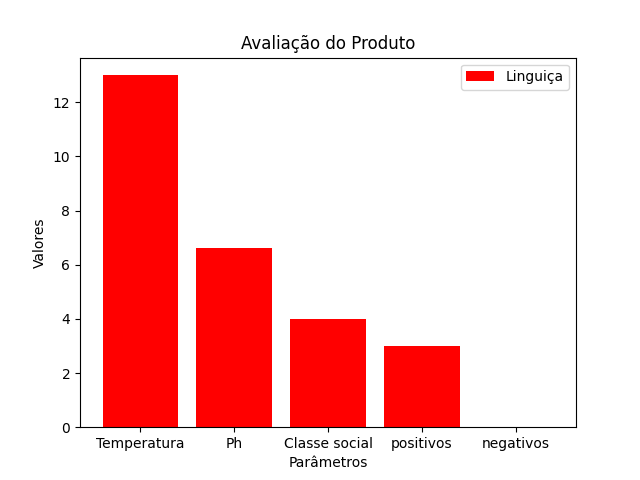 Avaliação do Produto
Linguiça
Valores
12
10
8
6
4
2
0
Temperatura
Ph
Classe social
positivos
negativos
Parâmetros